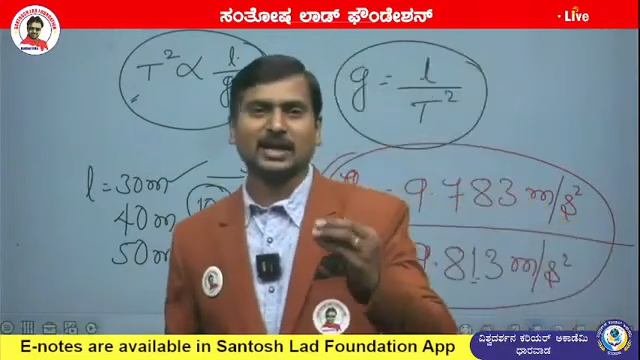 ಸಂತೋಷ ಲಾಡ್ ಫೌಂಡೇಶನ್
Live
T² ∝ l/g
g = l/T²
l = 30m
40m
50m
9.783 m/s²
9.813 m/s²
E-notes are available in Santosh Lad Foundation App
ವಿಶ್ವದರ್ಶನ ಕರಿಯರ್ ಅಕಾಡೆಮಿ
ಧಾರವಾಡ